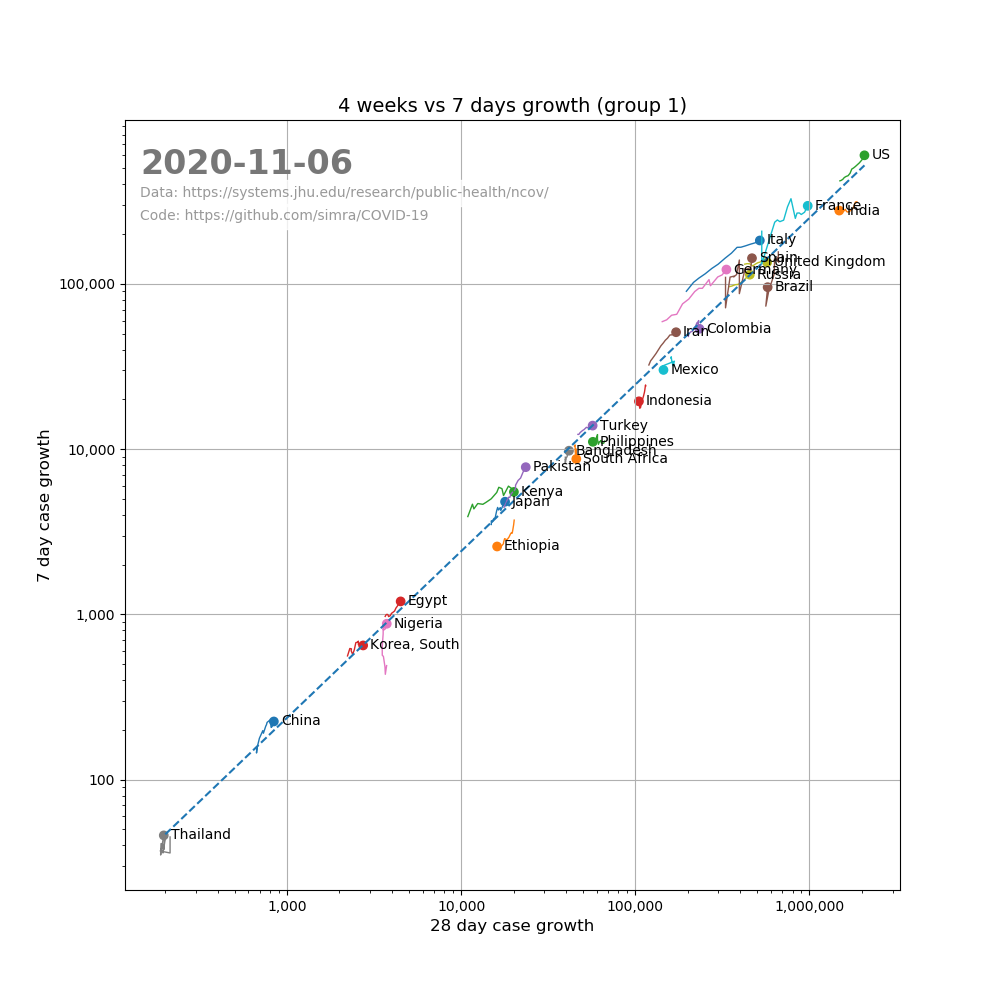 4 weeks vs 7 days growth (group 1)
2020-11-06
Data: https://systems.jhu.edu/research/public-health/ncov/
Code: https://github.com/simra/COVID-19
US
France
India
Italy
Spain
United Kingdom
Germany
Russia
Brazil
100,000
Colombia
Iran
Mexico
Indonesia
Turkey
Philippines
10,000
Bangladesh
South Africa
Pakistan
Kenya
Japan
Ethiopia
7 day case growth
Egypt
1,000
Nigeria
Korea, South
China
100
Thailand
1,000
10,000
100,000
1,000,000
28 day case growth